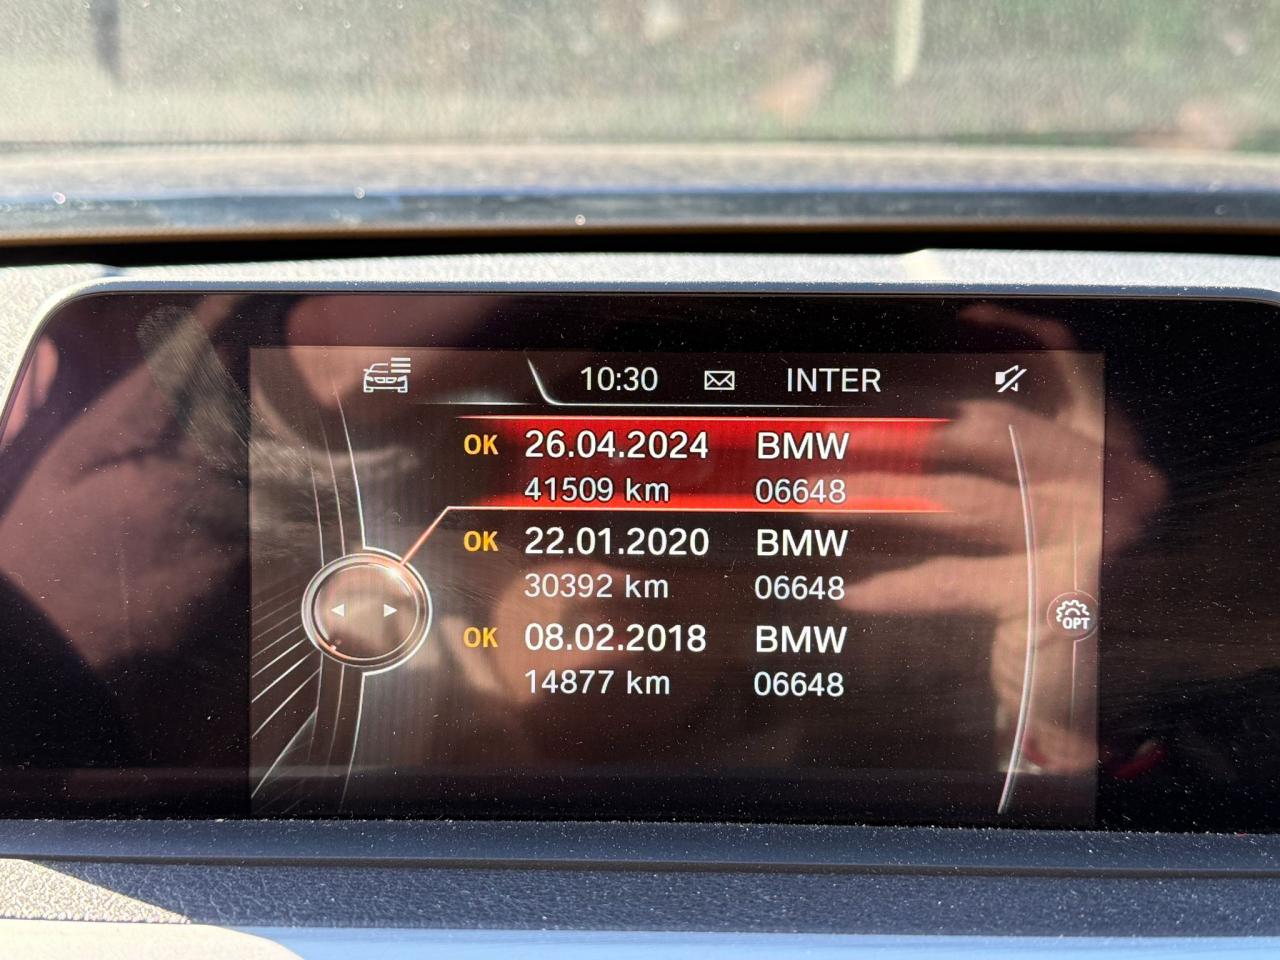 10:30 INTER
OK 26.04.2024 BMW
41509 km 06648
OK 22.01.2020 BMW
30392 km 06648
OK 08.02.2018 BMW
14877 km 06648
OPT